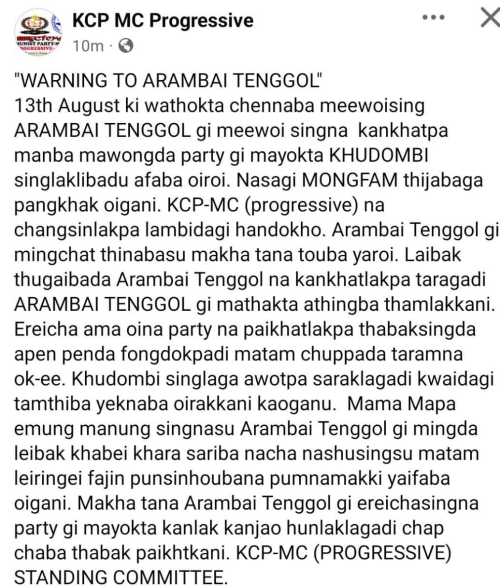 KCP MC Progressive
10m ·
"WARNING TO ARAMBAI TENGGOL"
13th August ki wathokta chennaba meewoising
ARAMBAI TENGGOL gi meewoi singna kankhatpa
manba mawongda party gi mayokta KHUDOMBI
singlaklibadu afaba oiroi. Nasagi MONGFAM thijabaga
pangkhak oigani. KCP-MC (progressive) na
changsinlakpa lambidagi handokho. Arambai Tenggol gi
mingchat thinabasu makha tana touba yaroi. Laibak
thugaibada Arambai Tenggol na kankhatlakpa taragadi
ARAMBAI TENGGOL gi mathakta athingba thamlakkani.
Ereicha ama oina party na paikhatlakpa thabaksingda
apen penda fongdokpadi matam chuppada taramna
ok-ee. Khudombi singlaga awotpa saraklagadi kwaidagi
tamthiba yeknaba oirakkani kaoganu. Mama Mapa
emung manung singnasu Arambai Tenggol gi mingda
leibak khabei khara sariba nacha nashusingsu matam
leiringei fajin punsinhoubana pumnamakki yaifaba
oigani. Makha tana Arambai Tenggol gi ereichasingna
party gi mayokta kanlak kanjao hunlaklagadi chap
chaba thabak paikhtkani. KCP-MC (PROGRESSIVE)
STANDING COMMITTEE.